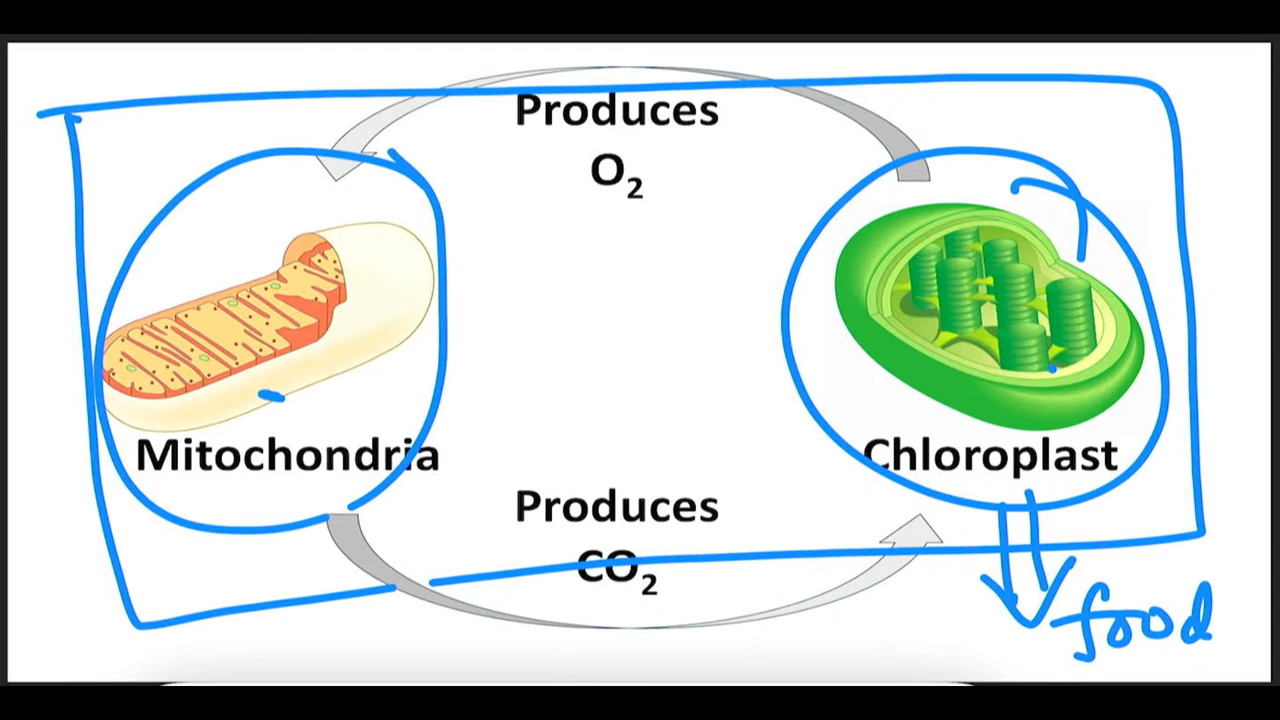 Produces
O₂
Mitochondria
Chloroplast
Produces
CO₂
food